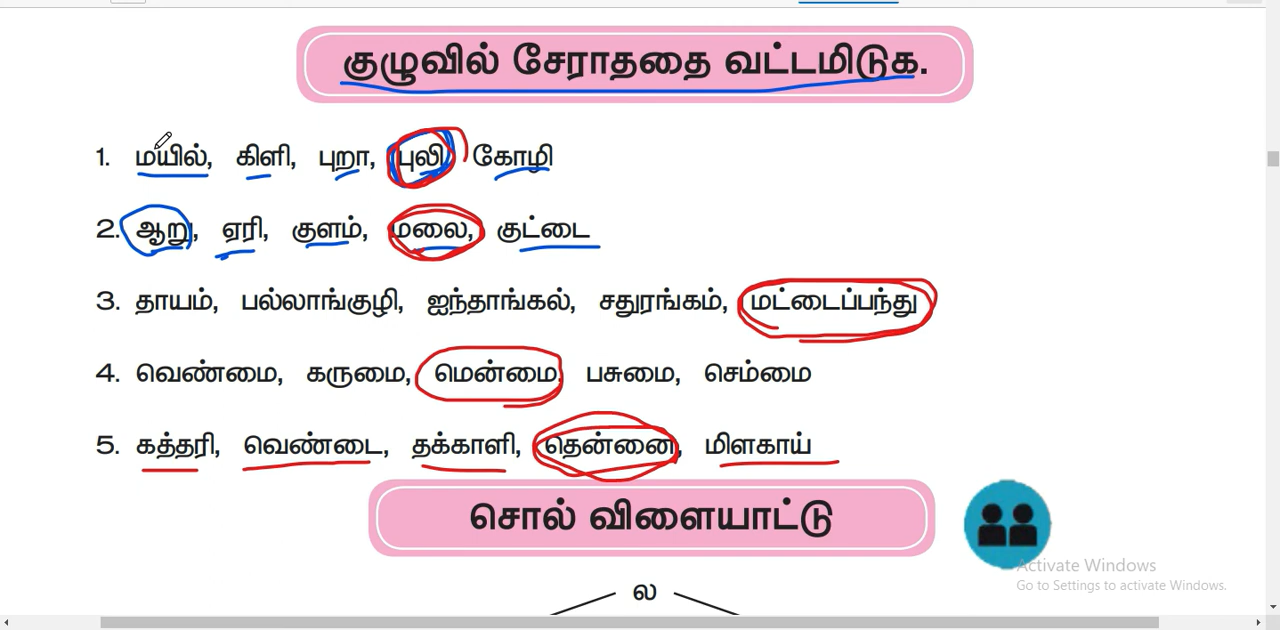 குழுவில் சேராததை வட்டமிடுக.
1. மயில், கிளி, புறா, புலி கோழி
2. ஆறு, ஏரி, குளம், மலை, குட்டை
3. தாயம், பல்லாங்குழி, ஐந்தாங்கல், சதுரங்கம், மட்டைப்பந்து
4. வெண்மை, கருமை, மென்மை, பசுமை, செம்மை
5. கத்தரி, வெண்டை, தக்காளி, தென்னை, மிளகாய்
சொல் விளையாட்டு
Activate Windows
Go to Settings to activate Windows.
ல